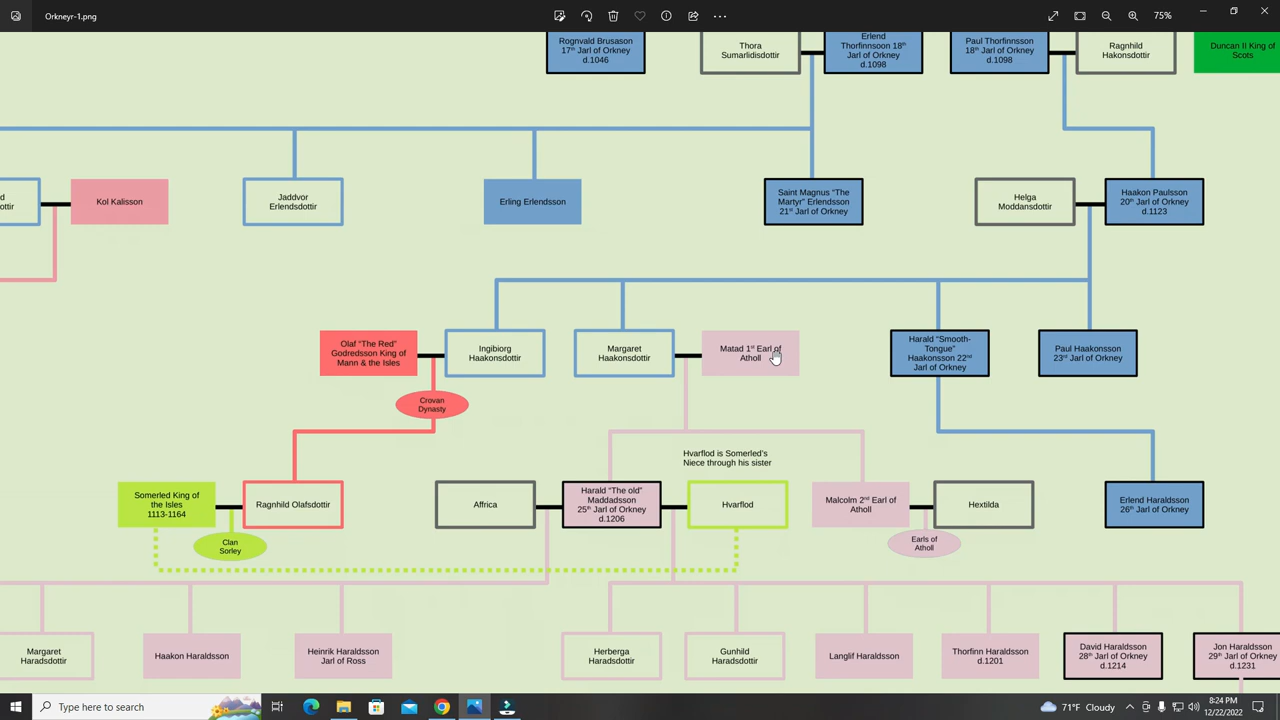 Orkneyr-1.png
75%
Rognvald Brusason
17th Jarl of Orkney
d.1046
Thora
Sumarlidisdottir
Erlend
Thorfinnsoon 18th
Jarl of Orkney
d.1098
Paul Thorfinnsson
18th Jarl of Orkney
d.1098
Ragnhild
Hakonsdottir
Duncan II King of
Scots
d
ottir
Kol Kalisson
Jaddvor
Erlendsdottir
Erling Erlendsson
Saint Magnus “The
Martyr” Erlendsson
21st Jarl of Orkney
Helga
Moddansdottir
Haakon Paulsson
20th Jarl of Orkney
d.1123
Olaf “The Red”
Godredsson King of
Mann & the Isles
Ingibiorg
Haakonsdottir
Margaret
Haakonsdottir
Matad 1st Earl of
Atholl
Harald “Smooth-
Tongue”
Haakonsson 22nd
Jarl of Orkney
Paul Haakonsson
23rd Jarl of Orkney
Crovan
Dynasty
Hvarflod is Somerled’s
Niece through his sister
Somerled King of
the Isles
1113-1164
Ragnhild Olafsdottir
Affrica
Harald “The old”
Maddadsson
25th Jarl of Orkney
d.1206
Hvarflod
Malcolm 2nd Earl of
Atholl
Hextilda
Erlend Haraldsson
26th Jarl of Orkney
Clan
Sorley
Earls of
Atholl
Margaret
Haradsdottir
Haakon Haraldsson
Heinrik Haraldsson
Jarl of Ross
Herberga
Haradsdottir
Gunhild
Haradsdottir
Langlif Haraldsson
Thorfinn Haraldsson
d.1201
David Haraldsson
28th Jarl of Orkney
d.1214
Jon Haraldsson
29th Jarl of Orkney
d.1231
Type here to search
71°F Cloudy
8:24 PM
12/22/2022